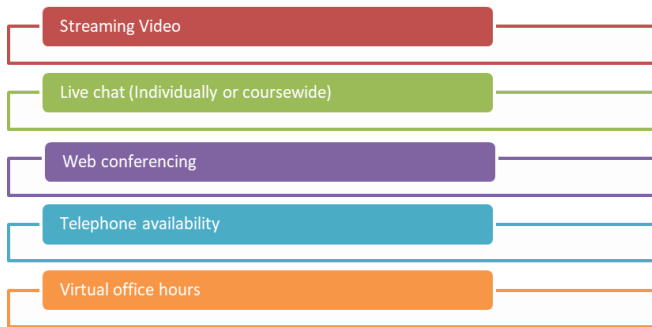 Streaming Video
Live chat (Individually or coursewide)
Web conferencing
Telephone availability
Virtual office hours